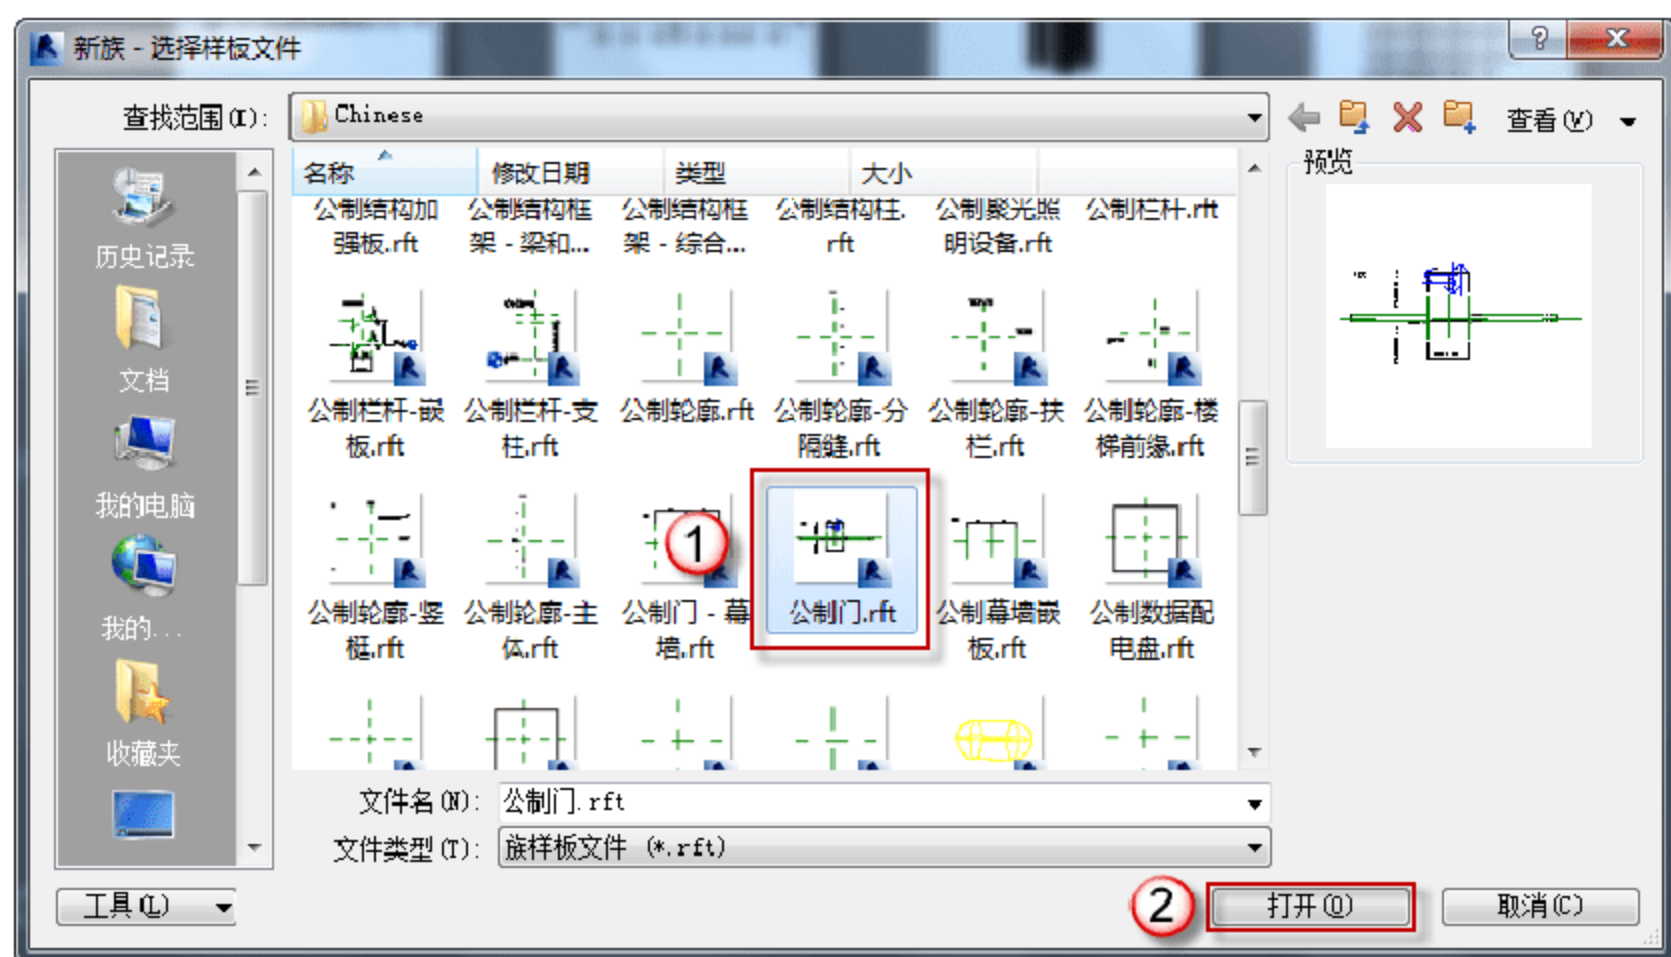 新族 - 选择样板文件
查找范围(I):
Chinese
查看(V)
历史记录
文档
我的电脑
我的...
收藏夹
名称
修改日期
类型
大小
公制结构加
强板.rft
公制结构框
架 - 梁和...
公制结构框
架 - 综合...
公制结构柱.
rft
公制聚光照
明设备.rft
公制栏杆.rft
公制栏杆-嵌
板.rft
公制栏杆-支
柱.rft
公制轮廓.rft
公制轮廓-分
隔缝.rft
公制轮廓-扶
栏.rft
公制轮廓-楼
梯前缘.rft
公制轮廓-竖
梃.rft
公制轮廓-主
体.rft
公制门 - 幕
墙.rft
1
公制门.rft
公制幕墙嵌
板.rft
公制数据配
电盘.rft
预览
文件名(N):
公制门.rft
文件类型(T):
族样板文件 (*.rft)
工具(L)
2
打开(O)
取消(C)